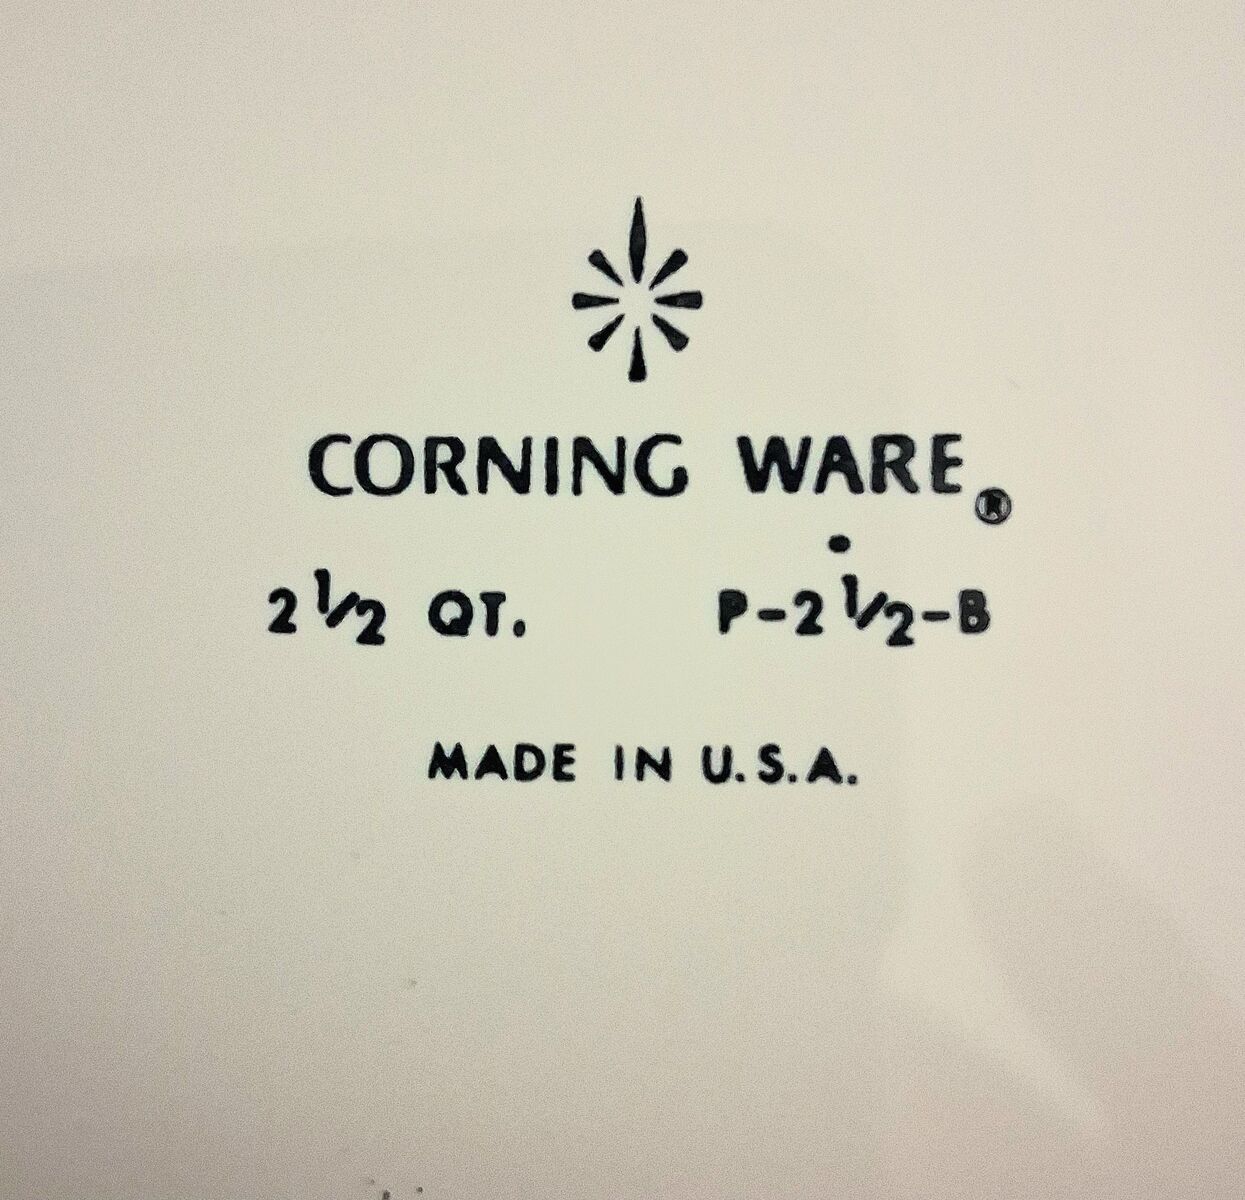 CORNING WARE®
2 1/2 QT. P-2 1/2-B
MADE IN U.S.A.